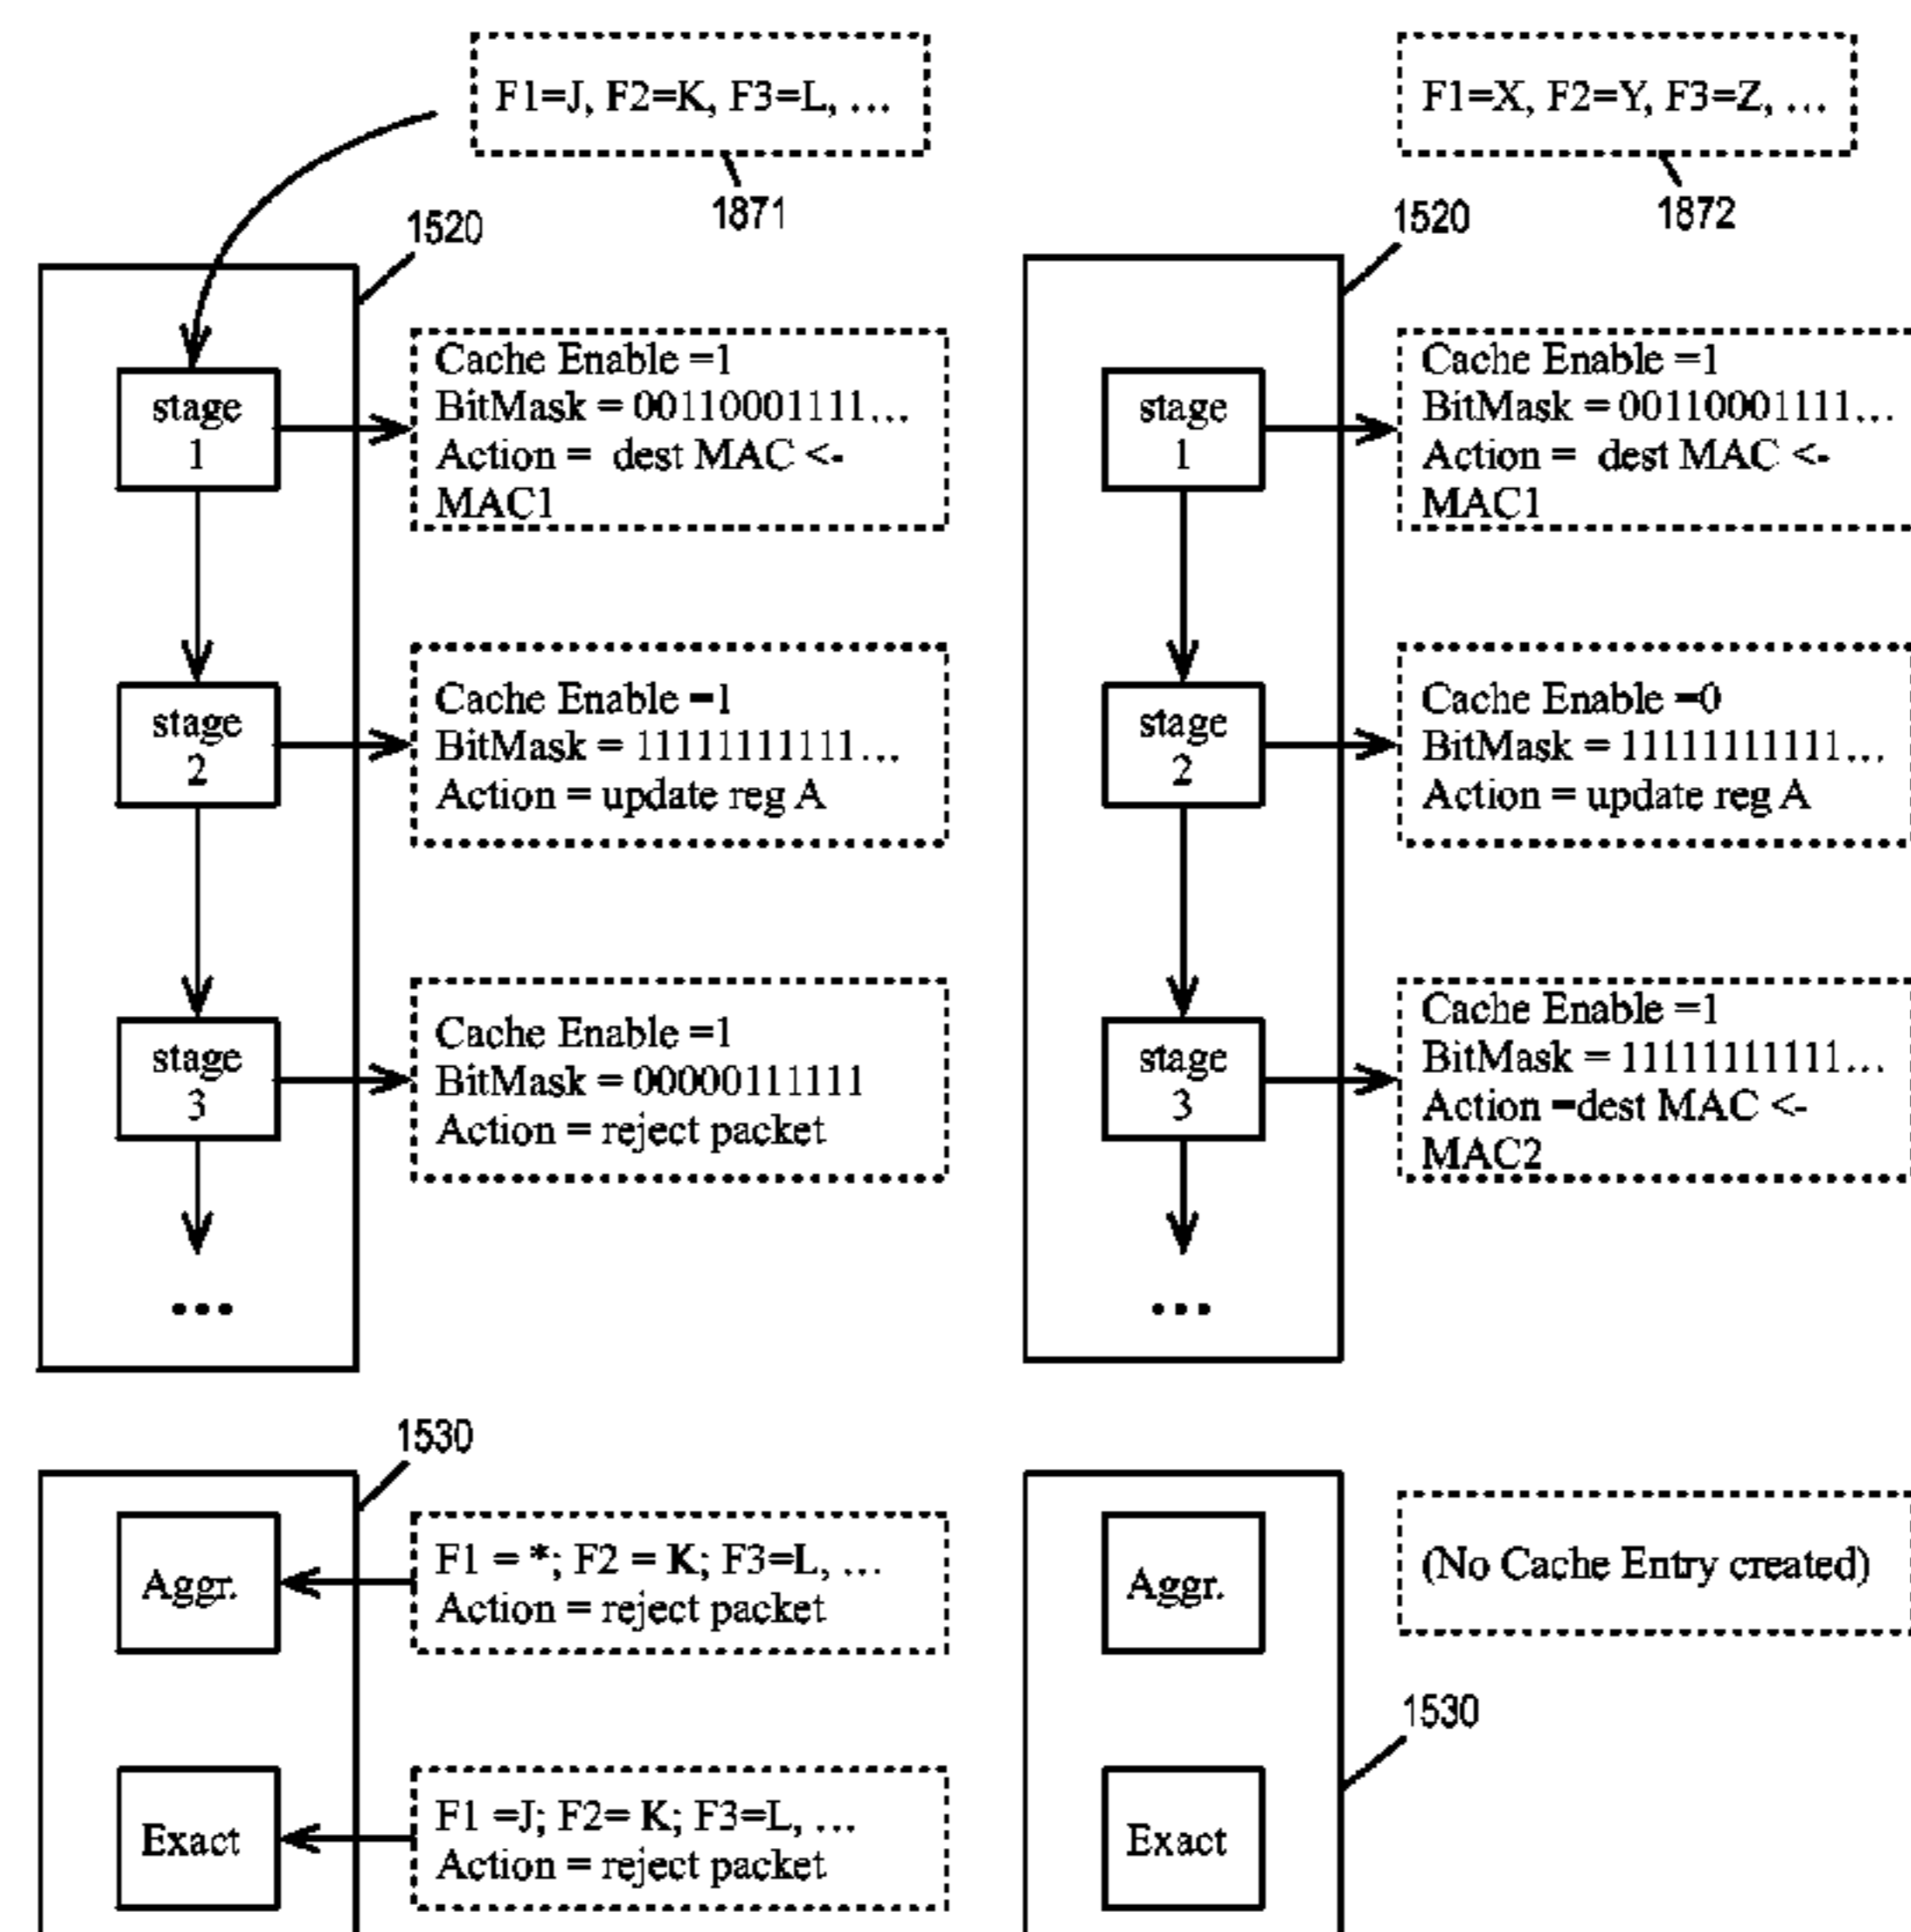 F1=J, F2=K, F3=L, ...
1871
1520
stage
1
Cache Enable =1
BitMask = 00110001111...
Action = dest MAC <-
MAC1
stage
2
Cache Enable =1
BitMask = 11111111111...
Action = update reg A
stage
3
Cache Enable =1
BitMask = 00000111111
Action = reject packet
...
1530
Aggr.
F1 = *; F2 = K; F3=L, ...
Action = reject packet
Exact
F1 =J; F2= K; F3=L, ...
Action = reject packet
F1=X, F2=Y, F3=Z, ...
1872
1520
stage
1
Cache Enable =1
BitMask = 00110001111...
Action = dest MAC <-
MAC1
stage
2
Cache Enable =0
BitMask = 11111111111...
Action = update reg A
stage
3
Cache Enable =1
BitMask = 11111111111...
Action =dest MAC <-
MAC2
...
Aggr.
(No Cache Entry created)
1530
Exact